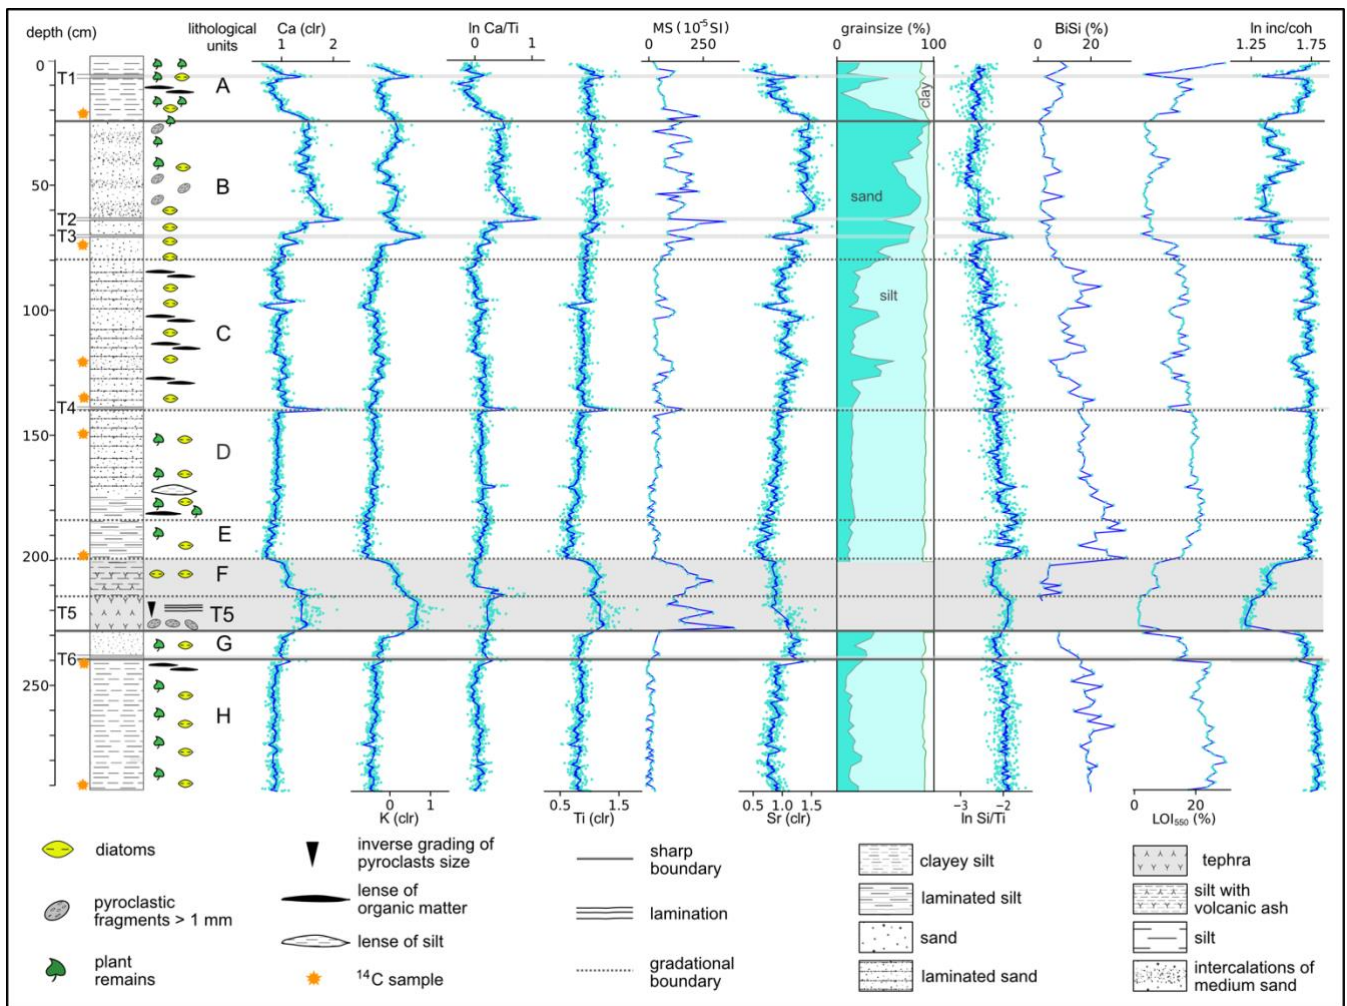 depth (cm)
lithological
units
Ca (clr)
1 2
ln Ca/Ti
0 1
MS (10⁻⁵SI)
0 250
grainsize (%)
0 100
BiSi (%)
0 20
ln inc/coh
1.25 1.75
0
T1
A
clay
50
B
sand
T2
T3
silt
100
C
T4
150
D
E
200
F
T5
T5
G
T6
250
H
0 1
K (clr)
0.5 1.5
Ti (clr)
0.5 1.0 1.5
Sr (clr)
−3 −2
ln Si/Ti
0 20
LOI₅₅₀ (%)
diatoms
pyroclastic
fragments > 1 mm
plant
remains
inverse grading of
pyroclasts size
lense of
organic matter
lense of silt
¹⁴C sample
sharp
boundary
lamination
gradational
boundary
clayey silt
laminated silt
sand
laminated sand
tephra
silt with
volcanic ash
silt
intercalations of
medium sand